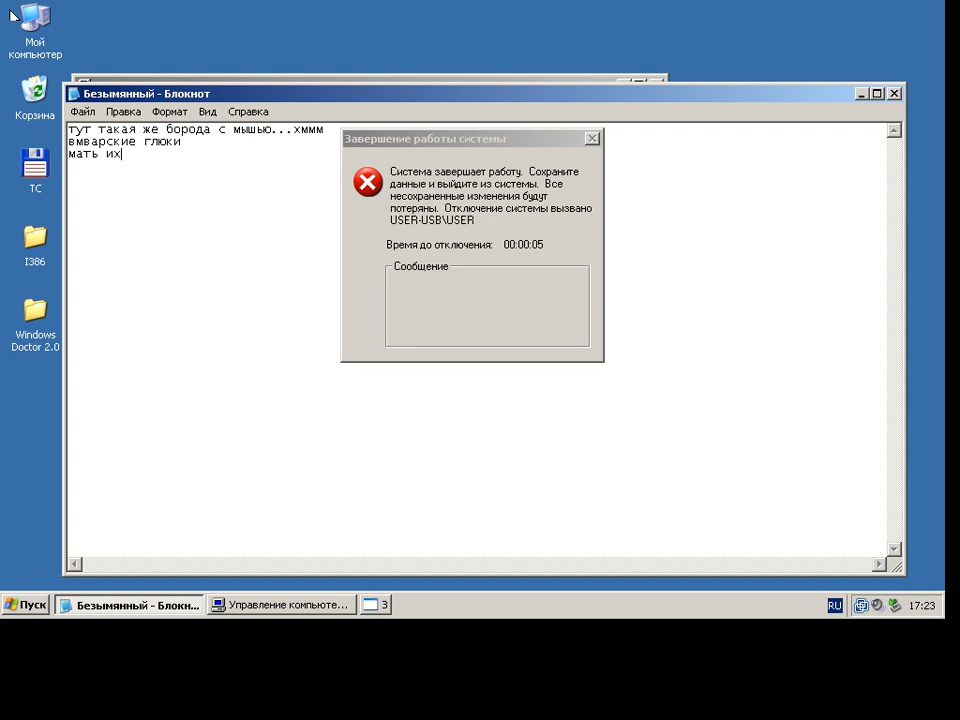 Мой
компьютер
Корзина
TC
I386
Windows
Doctor 2.0
Безымянный - Блокнот
Файл Правка Формат Вид Справка
тут такая же борода с мышью...хммм
вмварские глюки
мать их
Завершение работы системы
Система завершает работу. Сохраните
данные и выйдите из системы. Все
несохраненные изменения будут
потеряны. Отключение системы вызвано
USER-USB\USER
Время до отключения: 00:00:05
Сообщение
Пуск Безымянный - Блокн... Управление компьюте... 3 RU 17:23